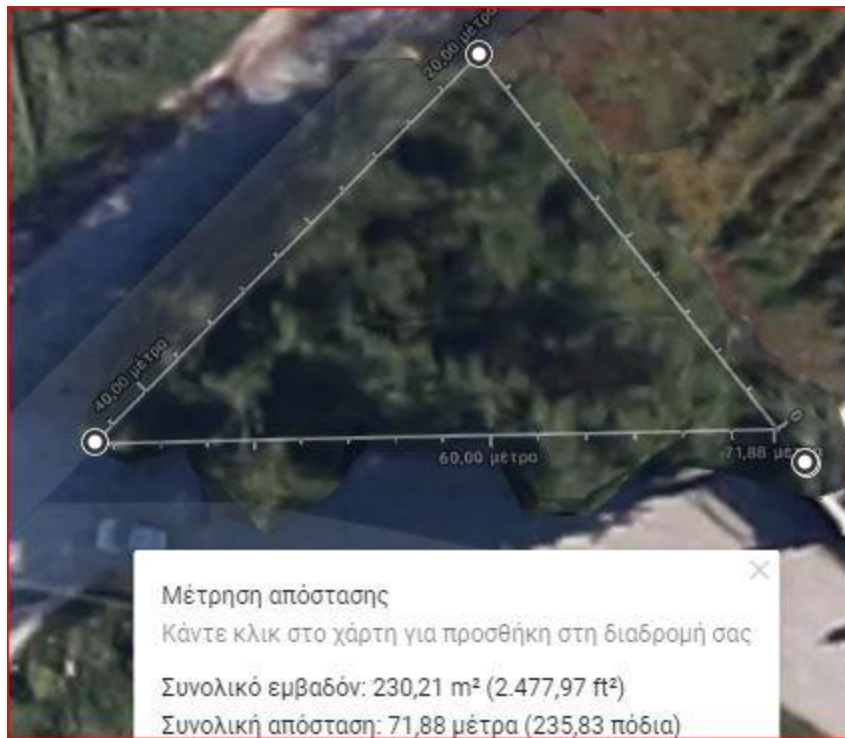 20,00 μέτρα
40,00 μέτρα
0
60,00 μέτρα
71,88 μέτρα
Μέτρηση απόστασης
Κάντε κλικ στο χάρτη για προσθήκη στη διαδρομή σας
Συνολικό εμβαδόν: 230,21 m² (2.477,97 ft²)
Συνολική απόσταση: 71,88 μέτρα (235,83 πόδια)